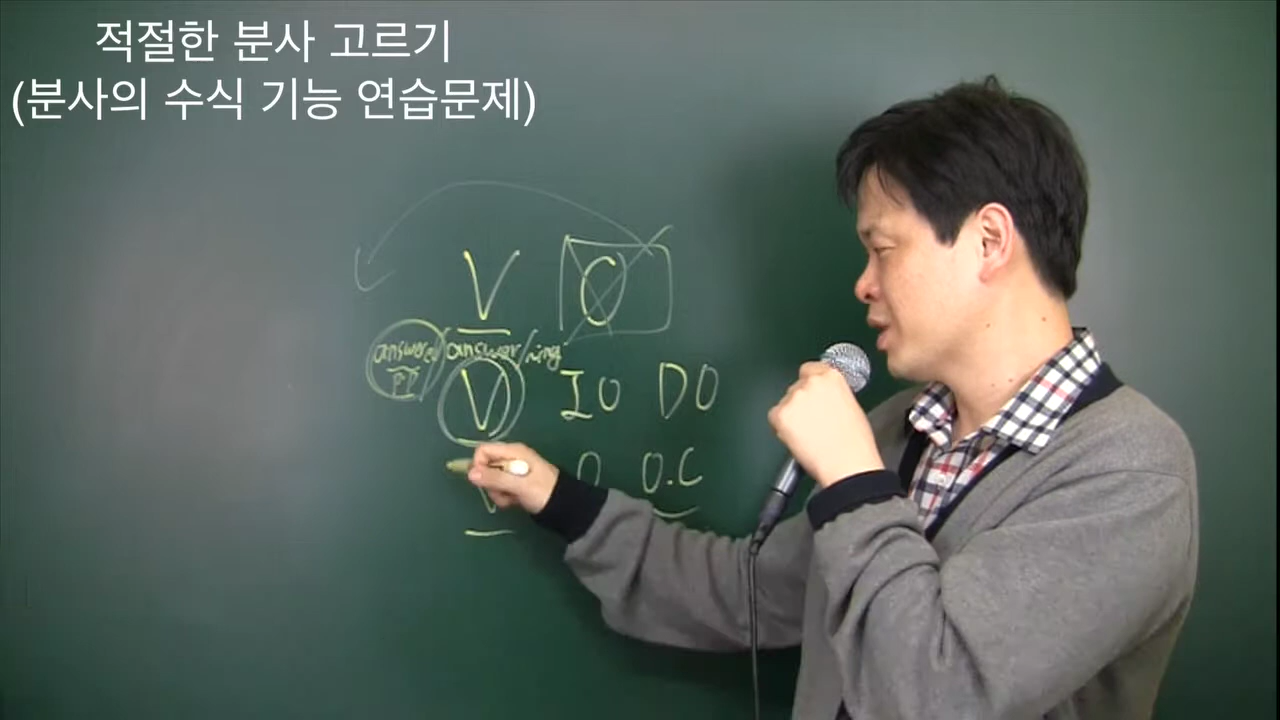 적절한 분사 고르기
(분사의 수식 기능 연습문제)
V O
answered/answer/ning
PP V IO DO
V O O.C